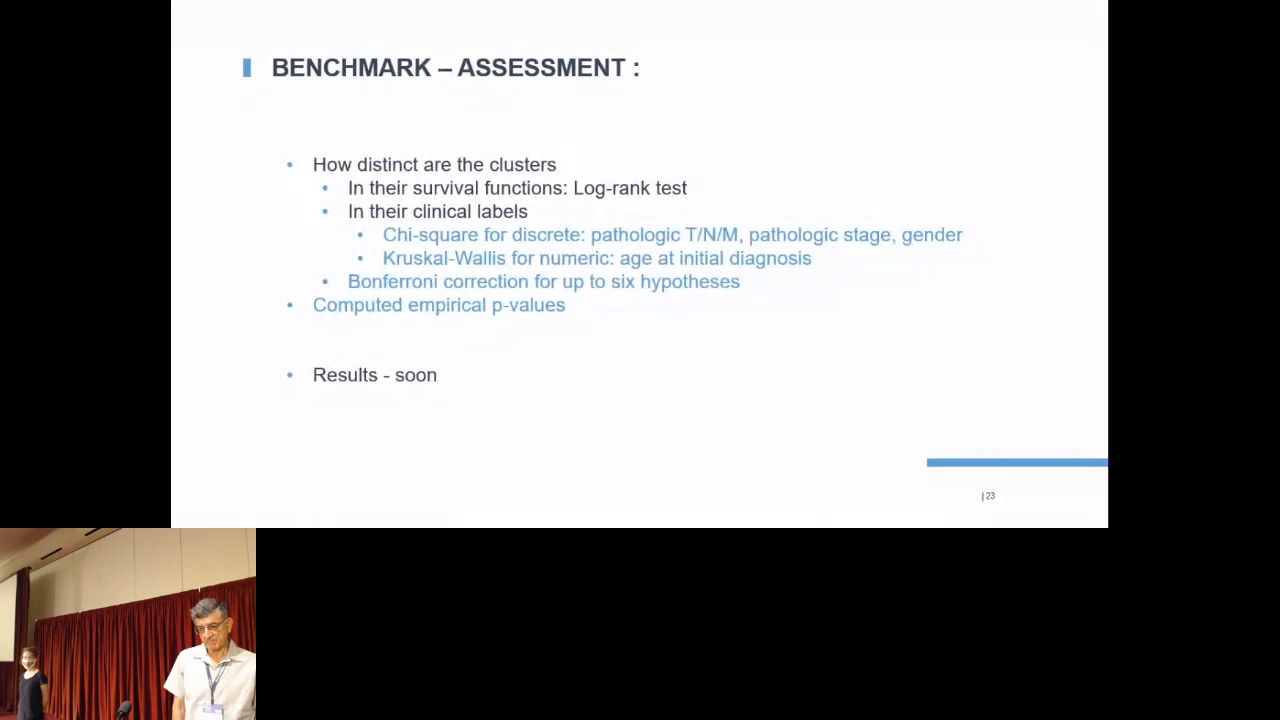 BENCHMARK – ASSESSMENT :
• How distinct are the clusters
• In their survival functions: Log-rank test
• In their clinical labels
• Chi-square for discrete: pathologic T/N/M, pathologic stage, gender
• Kruskal-Wallis for numeric: age at initial diagnosis
• Bonferroni correction for up to six hypotheses
• Computed empirical p-values
• Results - soon
| 23